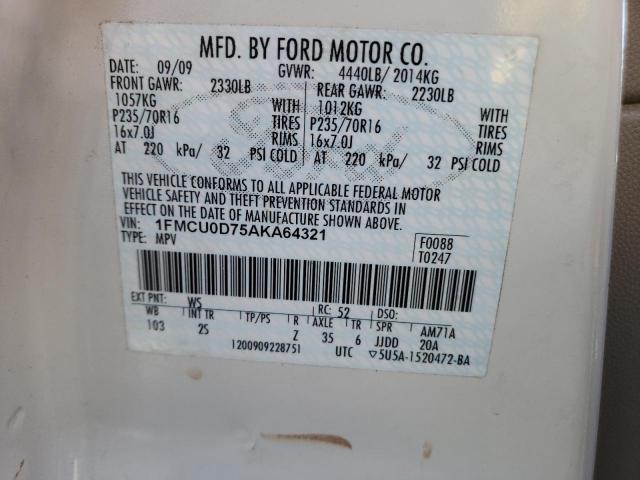 MFD. BY FORD MOTOR CO.
DATE: 09/09 GVWR: 4440LB/ 2014KG
FRONT GAWR: 2330LB REAR GAWR: 2230LB
1057KG WITH 1012KG WITH
P235/70R16 TIRES P235/70R16 TIRES
16x7.0J RIMS 16x7.0J RIMS
AT 220 kPa/ 32 PSI COLD AT 220 kPa/ 32 PSI COLD
THIS VEHICLE CONFORMS TO ALL APPLICABLE FEDERAL MOTOR
VEHICLE SAFETY AND THEFT PREVENTION STANDARDS IN
EFFECT ON THE DATE OF MANUFACTURE SHOWN ABOVE.
VIN: 1FMCU0D75AKA64321 F0088
TYPE: MPV T0247
EXT PNT: WS RC: 52 DSO:
WB INT TR TP/PS R AXLE TR SPR AM71A
103 2S Z 35 6 JJDD 20A
1200909228751 UTC ▽5U5A-1520472-BA
Ford